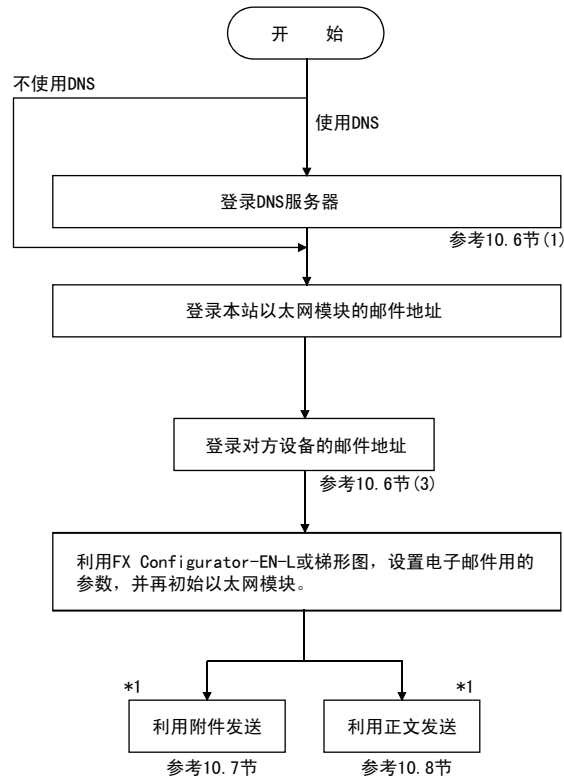 开 始
不使用DNS
使用DNS
登录DNS服务器
参考10.6节(1)
登录本站以太网模块的邮件地址
登录对方设备的邮件地址
参考10.6节(3)
利用FX Configurator-EN-L或梯形图，设置电子邮件用的
参数，并再初始以太网模块。
*1
*1
利用附件发送
利用正文发送
参考10.7节
参考10.8节